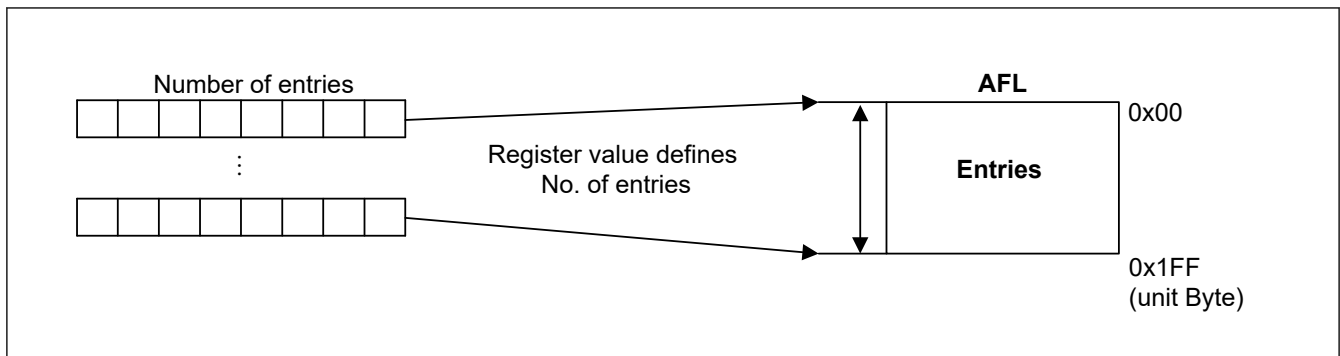 Number of entries
AFL
0x00
⋮
Register value defines
No. of entries
Entries
0x1FF
(unit Byte)